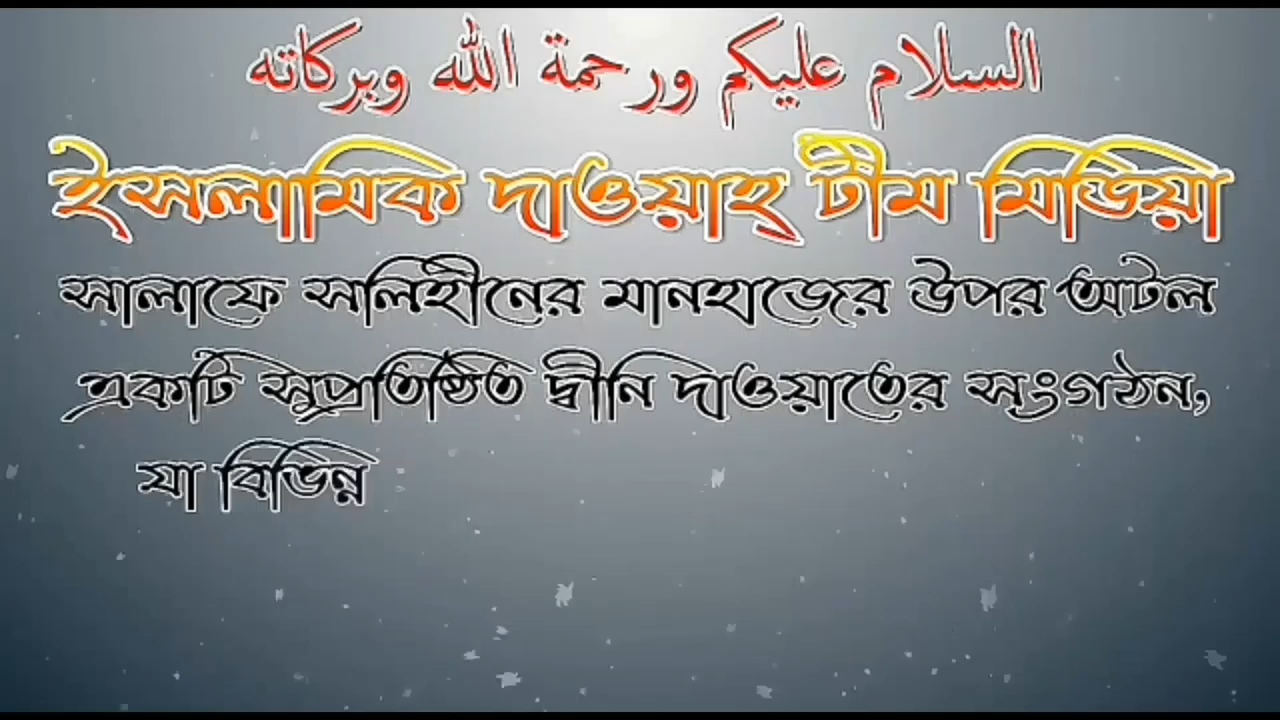 السلام عليكم ورحمة الله وبركاته
ইসলামিক দাওয়াহ্ টীম মিডিয়া
সালাফে সলিহীনের মানহাজের উপর অটল
একটি সুপ্রতিষ্ঠিত দ্বীনি দাওয়াতের সংগঠন,
যা বিভিন্ন